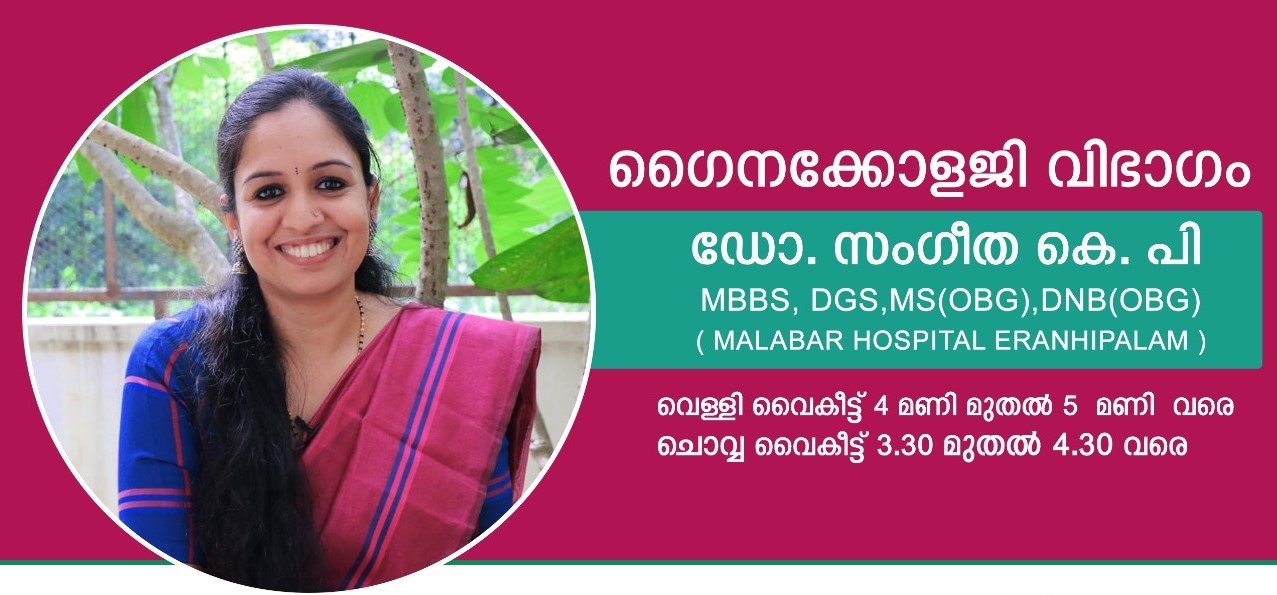 ഗൈനക്കോളജി വിഭാഗം
ഡോ. സംഗീത കെ. പി
MBBS, DGS,MS(OBG),DNB(OBG)
( MALABAR HOSPITAL ERANHIPALAM )
വെള്ളി വൈകീട്ട് 4 മണി മുതൽ 5 മണി വരെ
ചൊവ്വ വൈകീട്ട് 3.30 മുതൽ 4.30 വരെ